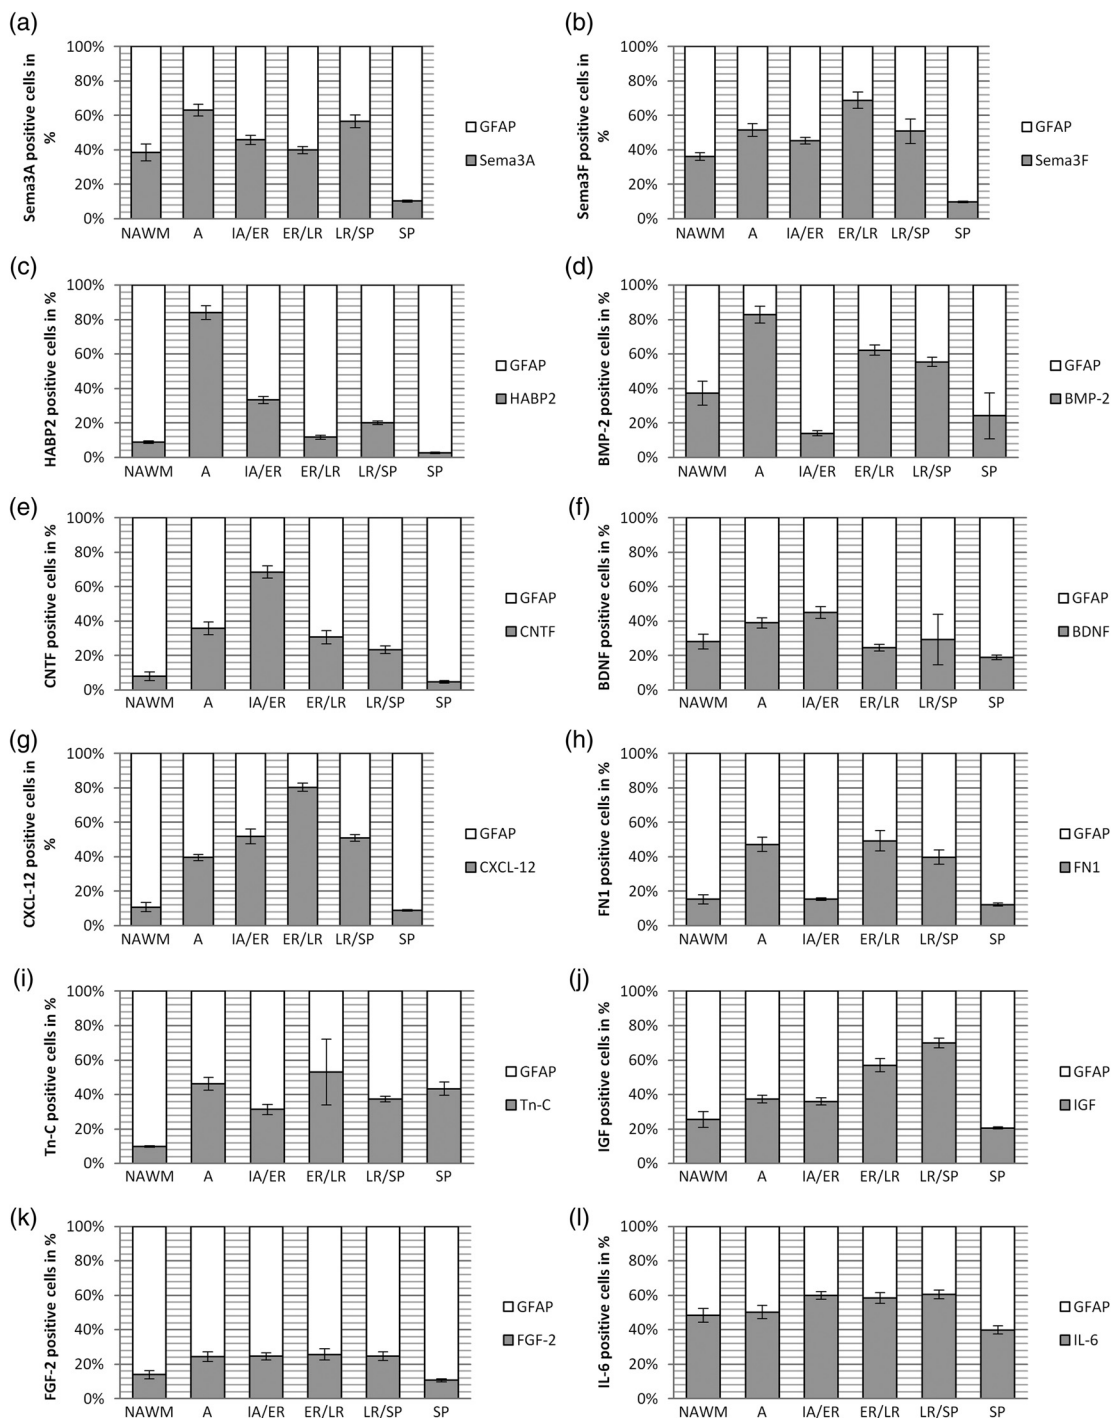 (a)
Sema3A positive cells in
%
100%
80%
60%
40%
20%
0%
NAWM A IA/ER ER/LR LR/SP SP
GFAP
Sema3A
(b)
Sema3F positive cells in
%
100%
80%
60%
40%
20%
0%
NAWM A IA/ER ER/LR LR/SP SP
GFAP
Sema3F
(c)
HABP2 positive cells in %
100%
80%
60%
40%
20%
0%
NAWM A IA/ER ER/LR LR/SP SP
GFAP
HABP2
(d)
BMP-2 positive cells in %
100%
80%
60%
40%
20%
0%
NAWM A IA/ER ER/LR LR/SP SP
GFAP
BMP-2
(e)
CNTF positive cells in %
100%
80%
60%
40%
20%
0%
NAWM A IA/ER ER/LR LR/SP SP
GFAP
CNTF
(f)
BDNF positive cells in %
100%
80%
60%
40%
20%
0%
NAWM A IA/ER ER/LR LR/SP SP
GFAP
BDNF
(g)
CXCL-12 positive cells in
%
100%
80%
60%
40%
20%
0%
NAWM A IA/ER ER/LR LR/SP SP
GFAP
CXCL-12
(h)
FN1 positive cells in %
100%
80%
60%
40%
20%
0%
NAWM A IA/ER ER/LR LR/SP SP
GFAP
FN1
(i)
Tn-C positive cells in %
100%
80%
60%
40%
20%
0%
NAWM A IA/ER ER/LR LR/SP SP
GFAP
Tn-C
(j)
IGF positive cells in %
100%
80%
60%
40%
20%
0%
NAWM A IA/ER ER/LR LR/SP SP
GFAP
IGF
(k)
FGF-2 positive cells in %
100%
80%
60%
40%
20%
0%
NAWM A IA/ER ER/LR LR/SP SP
GFAP
FGF-2
(l)
IL-6 positive cells in %
100%
80%
60%
40%
20%
0%
NAWM A IA/ER ER/LR LR/SP SP
GFAP
IL-6